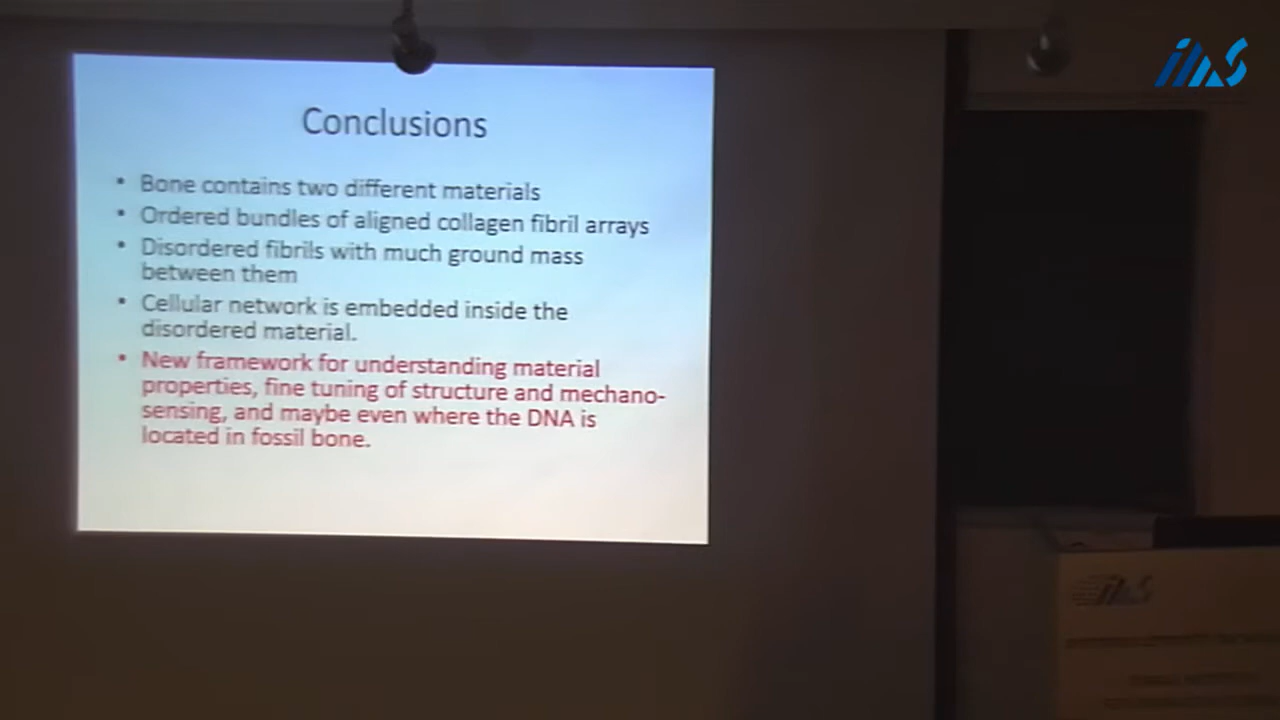 iias
Conclusions
• Bone contains two different materials
• Ordered bundles of aligned collagen fibril arrays
• Disordered fibrils with much ground mass
between them
• Cellular network is embedded inside the
disordered material.
• New framework for understanding material
properties, fine tuning of structure and mechano-
sensing, and maybe even where the DNA is
located in fossil bone.
iias